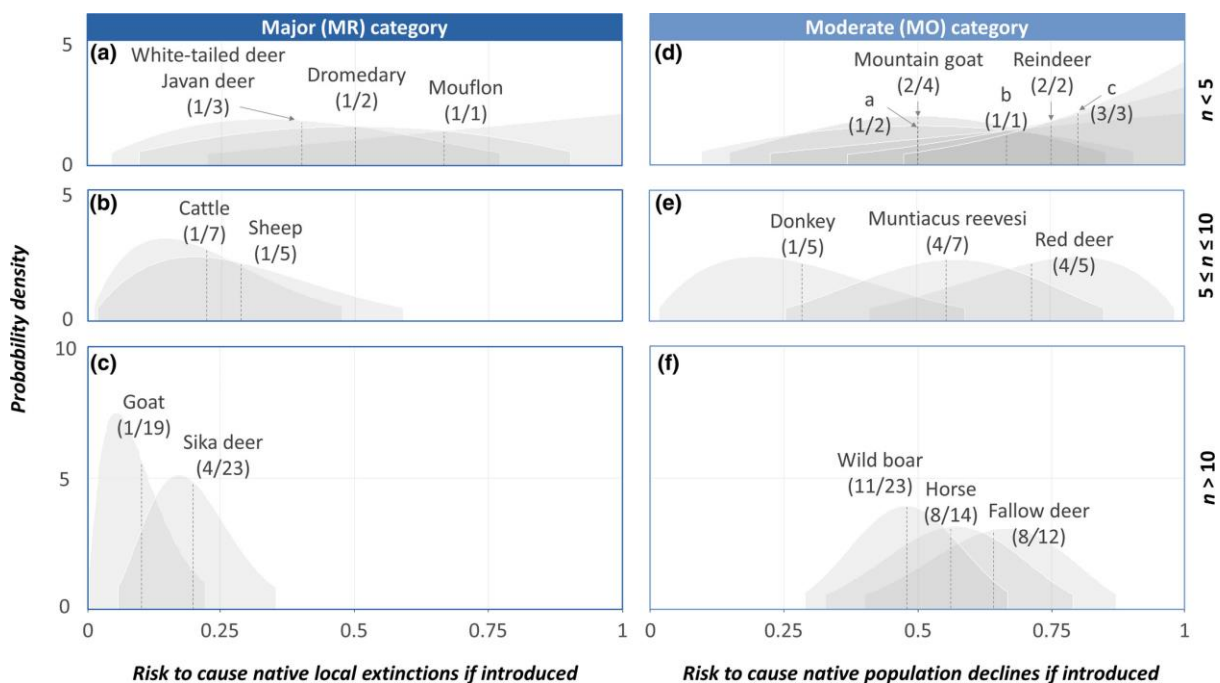 Major (MR) category
Moderate (MO) category
5
(a)
White-tailed deer
Javan deer
(1/3)
Dromedary
(1/2)
Mouflon
(1/1)
0
(d)
Mountain goat
(2/4)
Reindeer
(2/2)
a
(1/2)
b
(1/1)
c
(3/3)
n < 5
5
(b)
Cattle
(1/7)
Sheep
(1/5)
0
(e)
Donkey
(1/5)
Muntiacus reevesi
(4/7)
Red deer
(4/5)
5 ≤ n ≤ 10
Probability density
10
(c)
Goat
(1/19)
Sika deer
(4/23)
5
0
(f)
Wild boar
(11/23)
Horse
(8/14)
Fallow deer
(8/12)
n > 10
0 0.25 0.5 0.75 1
0 0.25 0.5 0.75 1
Risk to cause native local extinctions if introduced
Risk to cause native population declines if introduced